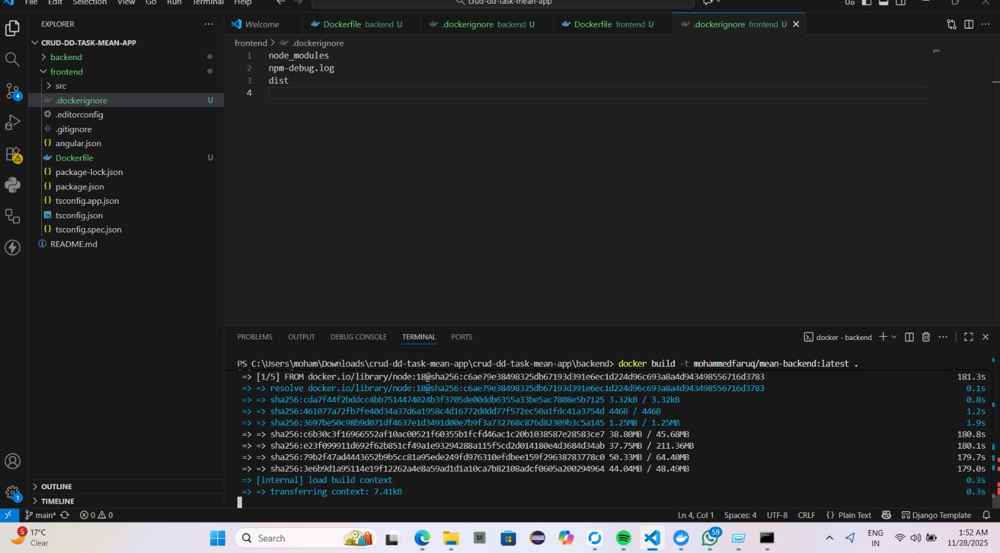 File Edit Selection View Go Run Terminal Help
crud-dd-task-mean-app
EXPLORER
CRUD-DD-TASK-MEAN-APP
backend
frontend
src
.dockerignore U
.editorconfig
.gitignore
angular.json
Dockerfile U
package-lock.json
package.json
tsconfig.app.json
tsconfig.json
tsconfig.spec.json
README.md
OUTLINE
TIMELINE
4
1
Welcome
Dockerfile backend U
.dockerignore backend U
Dockerfile frontend U
.dockerignore frontend U
frontend > .dockerignore
1 node_modules
2 npm-debug.log
3 dist
4
PROBLEMS OUTPUT DEBUG CONSOLE TERMINAL PORTS
docker - backend
PS C:\Users\moham\Downloads\crud-dd-task-mean-app\crud-dd-task-mean-app\backend> docker build -t mohammedfaruq/mean-backend:latest .
=> [1/5] FROM docker.io/library/node:18@sha256:c6ae79e38498325db67193d391e6ec1d224d96c693a8a4d943498556716d3783 181.3s
=> => resolve docker.io/library/node:18@sha256:c6ae79e38498325db67193d391e6ec1d224d96c693a8a4d943498556716d3783 0.1s
=> => sha256:cda7f44f2bddcc4bb7514474024b3f3705de00ddb6355a33be5ac7808e5b7125 3.32kB / 3.32kB 0.8s
=> => sha256:461077a72fb7fe40d34a37d6a1958c4d16772d0dd77f572ec50a1fdc41a3754d 446B / 446B 1.2s
=> => sha256:3697be50c98b9d071df4637e1d3491d00e7b9f3a732768c876d82309b3c5a145 1.25MB / 1.25MB 1.9s
=> => sha256:c6b30c3f16966552af10ac00521f60355b1fcfd46ac1c20b1038587e28583ce7 38.80MB / 45.68MB 180.8s
=> => sha256:e23f099911d692f62b851cf49a1e93294288a115f5cd2d014180e4d3684d34ab 37.75MB / 211.36MB 180.1s
=> => sha256:79b2f47ad4443652b9b5cc81a95ede249fd976310efdbee159f29638783778c0 50.33MB / 64.40MB 179.7s
=> => sha256:3e6b9d1a95114e19f12262a4e8a59ad1d1a10ca7b82108adcf0605a200294964 44.04MB / 48.49MB 179.0s
=> [internal] load build context 0.3s
=> => transferring context: 7.41kB 0.3s
main* 0 0
Ln 4, Col 1 Spaces: 4 UTF-8 CRLF {} Plain Text Django Template
5 17°C
Clear
Search
M
59
ENG
IN
1:52 AM
11/28/2025